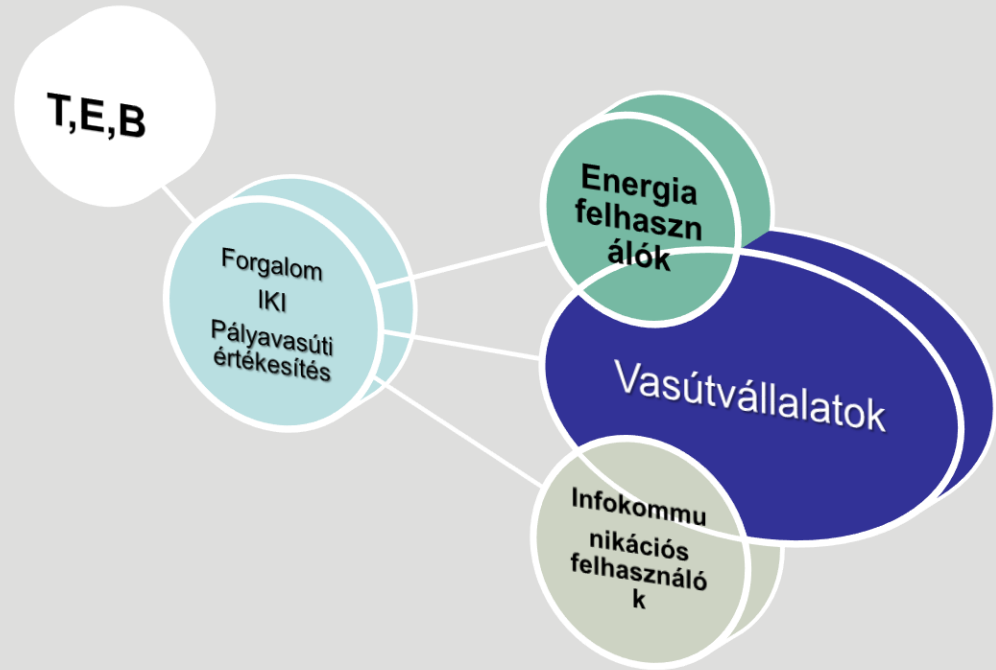 T,E,B
Forgalom
IKI
Pályavasúti
értékesítés
Energia
felhaszn
álók
Vasútvállalatok
Infokommu
nikációs
felhasználó
k